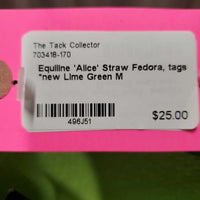 The Tack Collector
703418-170
Equiline 'Alice' Straw Fedora, tags
*new Lime Green M
496J51
$25.00